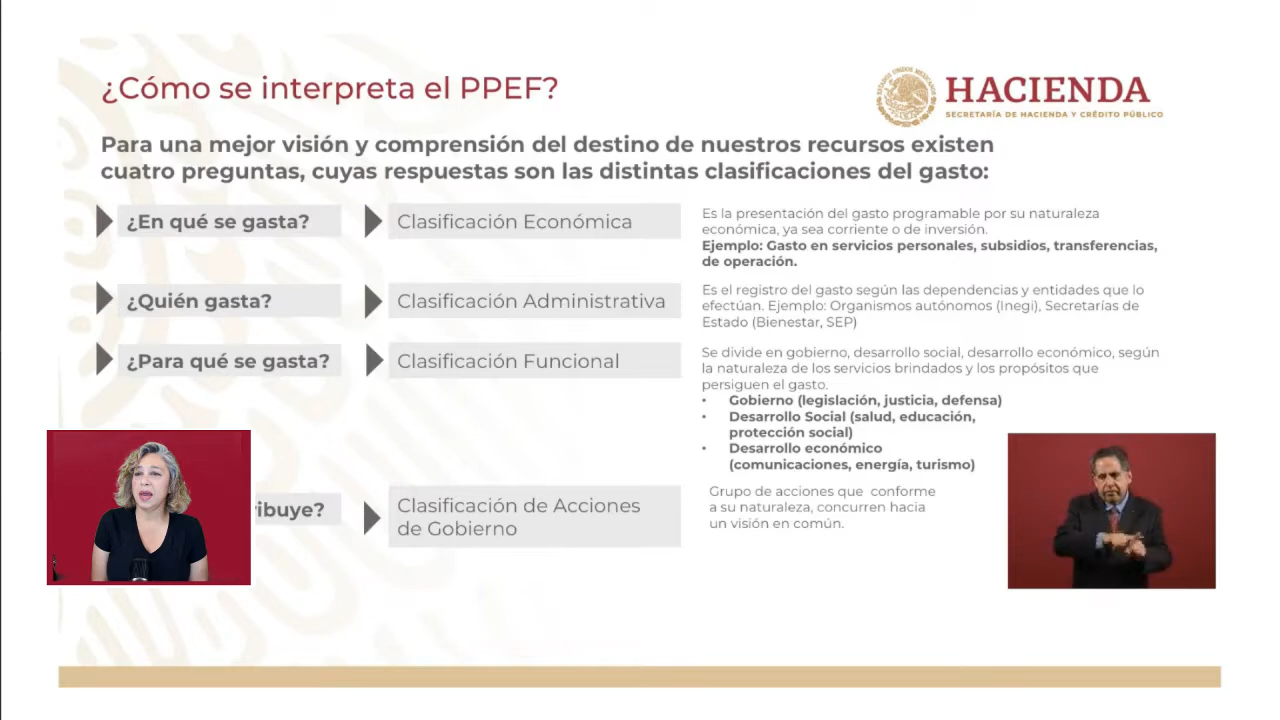 ¿Cómo se interpreta el PPEF?
ESTADOS UNIDOS MEXICANOS
HACIENDA
SECRETARÍA DE HACIENDA Y CRÉDITO PÚBLICO
Para una mejor visión y comprensión del destino de nuestros recursos existen
cuatro preguntas, cuyas respuestas son las distintas clasificaciones del gasto:
¿En qué se gasta?
Clasificación Económica
Es la presentación del gasto programable por su naturaleza
económica, ya sea corriente o de inversión.
Ejemplo: Gasto en servicios personales, subsidios, transferencias,
de operación.
¿Quién gasta?
Clasificación Administrativa
Es el registro del gasto según las dependencias y entidades que lo
efectúan. Ejemplo: Organismos autónomos (Inegi), Secretarías de
Estado (Bienestar, SEP)
¿Para qué se gasta?
Clasificación Funcional
Se divide en gobierno, desarrollo social, desarrollo económico, según
la naturaleza de los servicios brindados y los propósitos que
persiguen el gasto.
• Gobierno (legislación, justicia, defensa)
• Desarrollo Social (salud, educación,
protección social)
• Desarrollo económico
(comunicaciones, energía, turismo)
ribuye?
Clasificación de Acciones
de Gobierno
Grupo de acciones que conforme
a su naturaleza, concurren hacia
un visión en común.